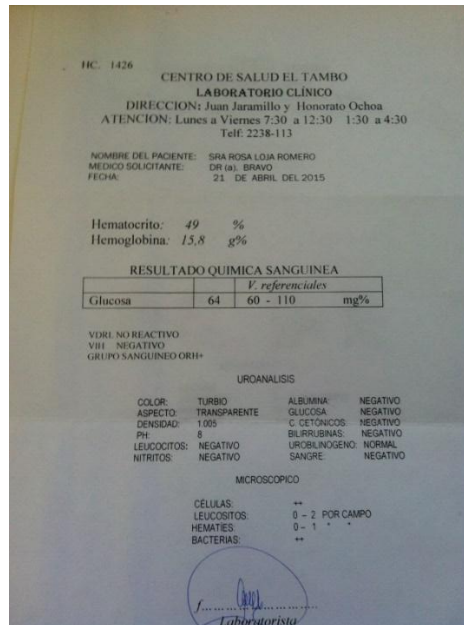 HC. 1426
CENTRO DE SALUD EL TAMBO
LABORATORIO CLÍNICO
DIRECCION: Juan Jaramillo y Honorato Ochoa
ATENCION: Lunes a Viernes 7:30 a 12:30 1:30 a 4:30
Telf: 2238-113
NOMBRE DEL PACIENTE: SRA ROSA LOJA ROMERO
MEDICO SOLICITANTE: DR (a). BRAVO
FECHA: 21 DE ABRIL DEL 2015
Hematocrito: 49 %
Hemoglobina: 15,8 g%
RESULTADO QUIMICA SANGUINEA
V. referenciales
Glucosa 64 60 - 110 mg%
VDRL NO REACTIVO
VIH NEGATIVO
GRUPO SANGUINEO ORH+
UROANALISIS
COLOR: TURBIO ALBUMINA: NEGATIVO
ASPECTO: TRANSPARENTE GLUCOSA NEGATIVO
DENSIDAD: 1.005 C. CETÓNICOS: NEGATIVO
PH: 8 BILIRRUBINAS: NEGATIVO
LEUCOCITOS: NEGATIVO UROBILINOGENO: NORMAL
NITRITOS: NEGATIVO SANGRE: NEGATIVO
MICROSCOPICO
CÉLULAS: ++
LEUCOSITOS: 0 – 2 POR CAMPO
HEMATIES: 0 – 1 " "
BACTERIAS: ++
f..................
Laboratorista